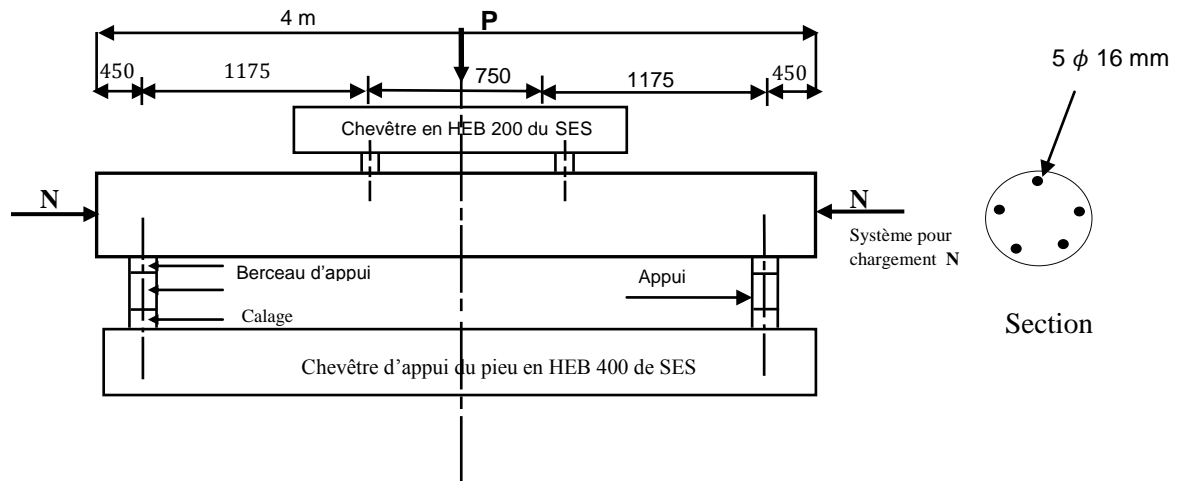 4 m
P
450
1175
750
1175
450
5 ϕ 16 mm
Chevêtre en HEB 200 du SES
N
N
Système pour
chargement N
Berceau d'appui
Appui
Calage
Section
Chevêtre d'appui du pieu en HEB 400 de SES